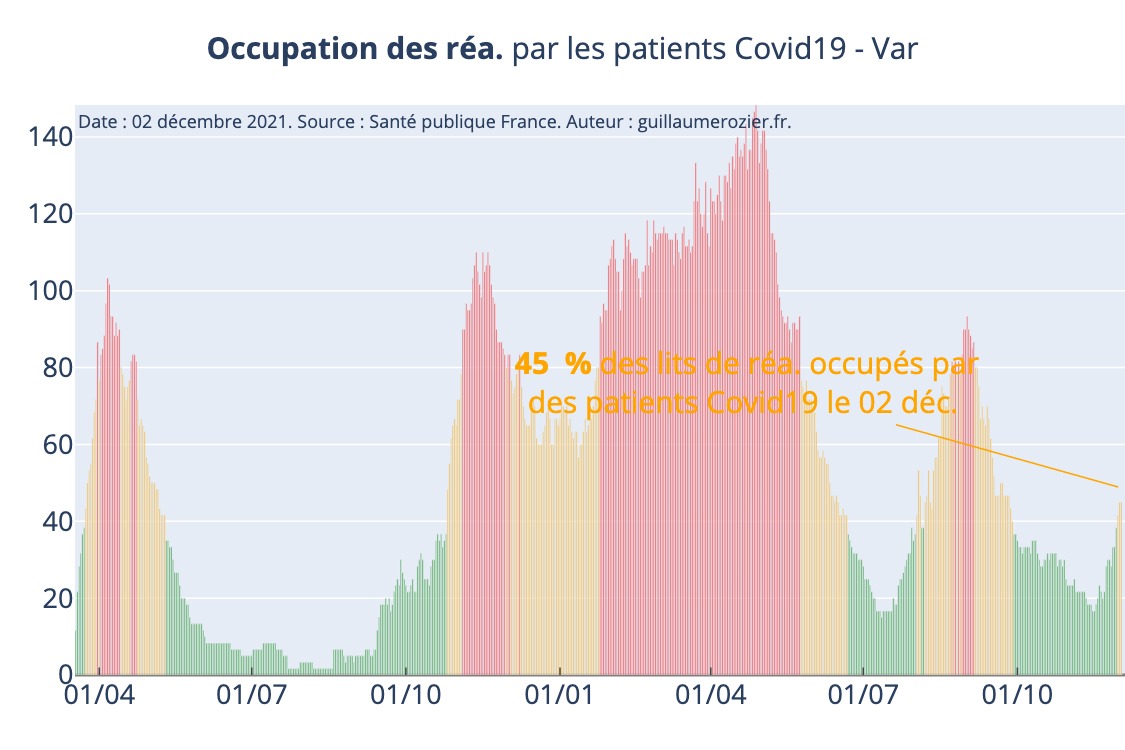 Occupation des réa. par les patients Covid19 - Var
Date : 02 décembre 2021. Source : Santé publique France. Auteur : guillaumerozier.fr.
140
120
100
80
60
40
20
0
45 % des lits de réa. occupés par
des patients Covid19 le 02 déc.
01/04 01/07 01/10 01/01 01/04 01/07 01/10